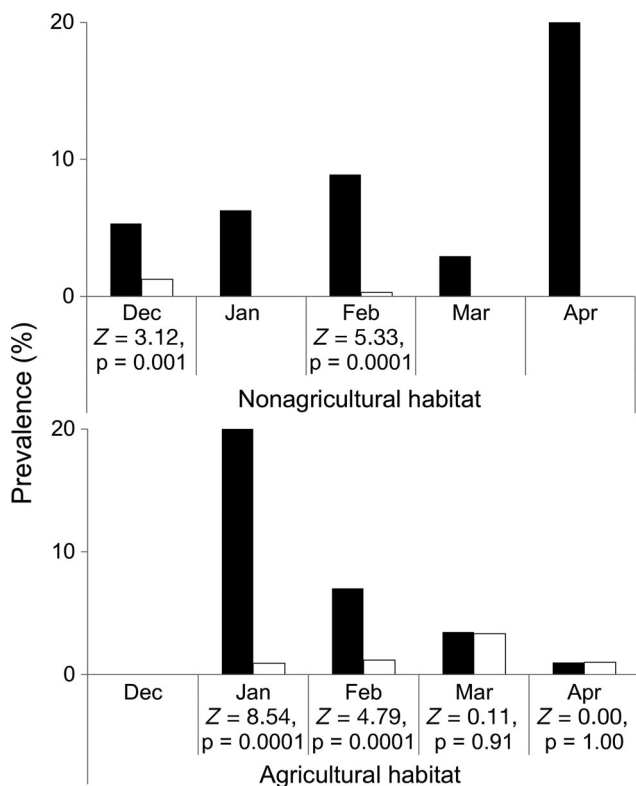 Prevalence (%)
20
10
0
Dec Jan Feb Mar Apr
Z = 3.12, Z = 5.33,
p = 0.001 p = 0.0001
Nonagricultural habitat
20
10
0
Dec Jan Feb Mar Apr
Z = 8.54, Z = 4.79, Z = 0.11, Z = 0.00,
p = 0.0001 p = 0.0001 p = 0.91 p = 1.00
Agricultural habitat